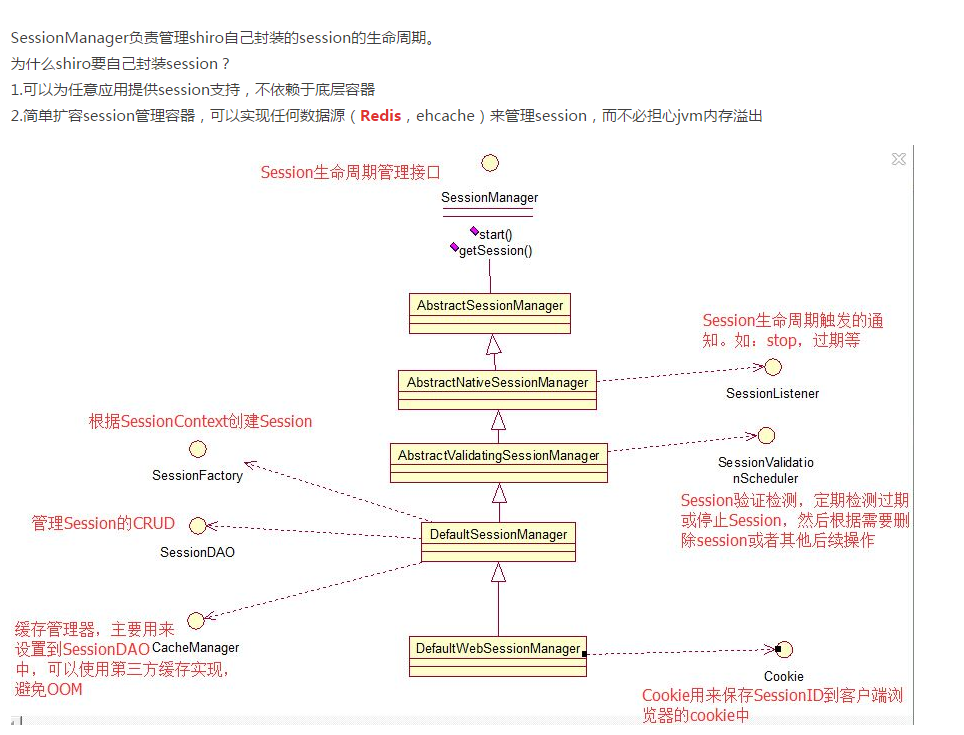 SessionManager负责管理shiro自己封装的session的生命周期。
为什么shiro要自己封装session？
1.可以为任意应用提供session支持，不依赖于底层容器
2.简单扩容session管理容器，可以实现任何数据源（Redis，ehcache）来管理session，而不必担心jvm内存溢出
Session生命周期管理接口
SessionManager
start()
getSession()
AbstractSessionManager
Session生命周期触发的通
知。如：stop，过期等
AbstractNativeSessionManager
SessionListener
根据SessionContext创建Session
SessionFactory
AbstractValidatingSessionManager
SessionValidatio
nScheduler
Session验证检测，定期检测过期
或停止Session，然后根据需要删
除session或者其他后续操作
管理Session的CRUD
SessionDAO
DefaultSessionManager
缓存管理器，主要用来
设置到SessionDAO
中，可以使用第三方缓存实现，
避免OOM
CacheManager
DefaultWebSessionManager
Cookie
Cookie用来保存SessionID到客户端浏
览器的cookie中